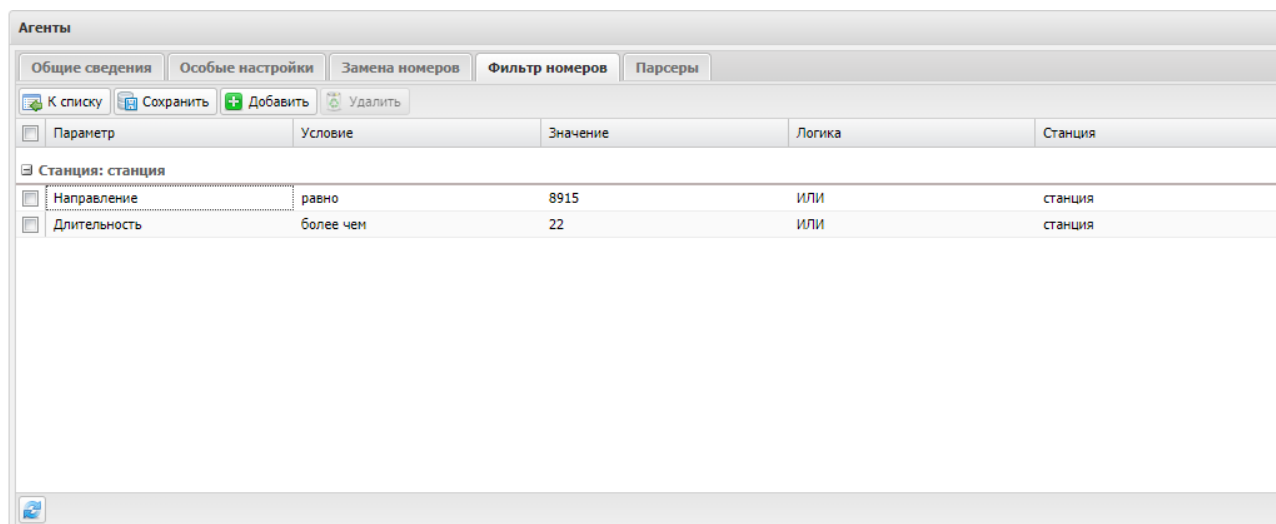 Агенты
Общие сведения Особые настройки Замена номеров Фильтр номеров Парсеры
К списку Сохранить Добавить Удалить
Параметр Условие Значение Логика Станция
Станция: станция
Направление равно 8915 ИЛИ станция
Длительность более чем 22 ИЛИ станция